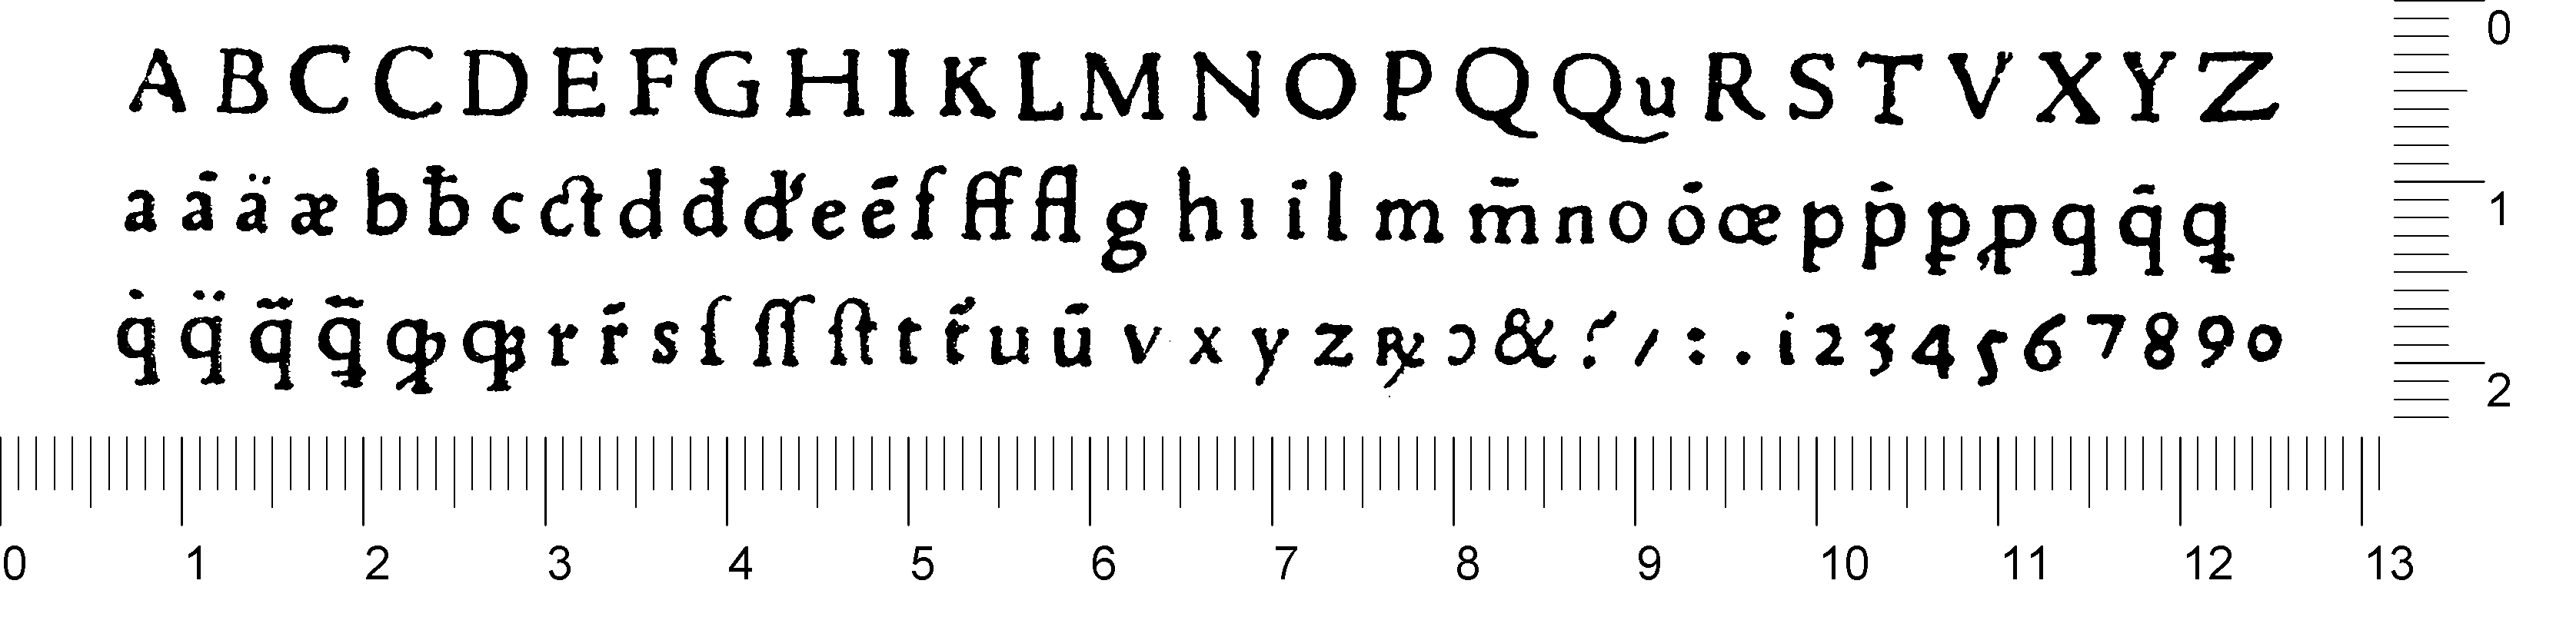 A B C C D E F G H I K L M N O P Q Qu R S T V X Y Z
a ā ä æ b ƀ c ct d đ d' e ē f ff fl g h ı i l m m̄ n o ō œ p p̄ ꝑ ꝓ q q̄ ꝗ
q̇ q̈ q̃ ꝗ̃ ꝙ qꝫ r r̄ s ſ ſſ ſt t t̄ u ū v x y z ꝶ ɔ & ? / : . i 2 3 4 5 6 7 8 9 0
0
1
2
0 1 2 3 4 5 6 7 8 9 10 11 12 13